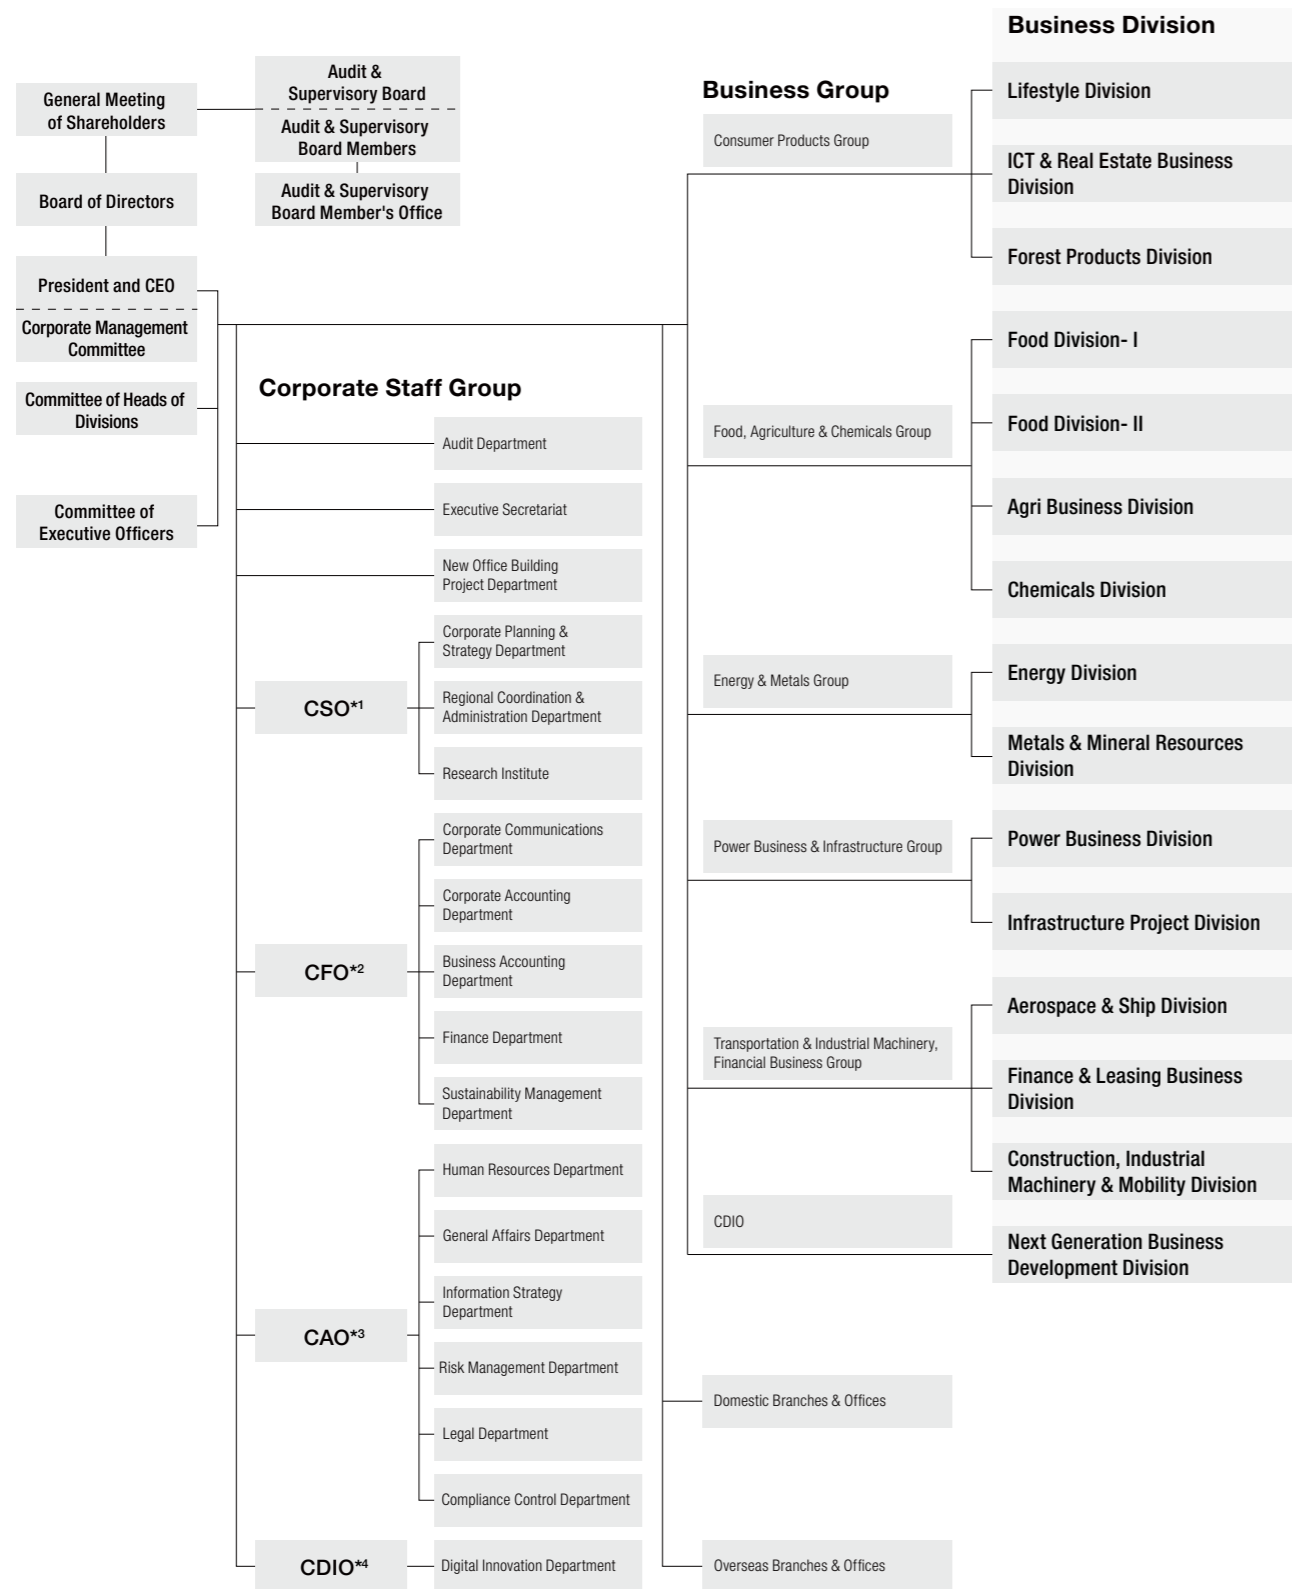 General Meeting
of Shareholders
Audit &
Supervisory Board
Audit & Supervisory
Board Members
Audit & Supervisory
Board Member's Office
Board of Directors
President and CEO
Corporate Management
Committee
Committee of Heads of
Divisions
Committee of
Executive Officers
Corporate Staff Group
Audit Department
Executive Secretariat
New Office Building
Project Department
CSO*1
Corporate Planning &
Strategy Department
Regional Coordination &
Administration Department
Research Institute
CFO*2
Corporate Communications
Department
Corporate Accounting
Department
Business Accounting
Department
Finance Department
Sustainability Management
Department
CAO*3
Human Resources Department
General Affairs Department
Information Strategy
Department
Risk Management Department
Legal Department
Compliance Control Department
CDIO*4
Digital Innovation Department
Business Group
Consumer Products Group
Food, Agriculture & Chemicals Group
Energy & Metals Group
Power Business & Infrastructure Group
Transportation & Industrial Machinery,
Financial Business Group
CDIO
Domestic Branches & Offices
Overseas Branches & Offices
Business Division
Lifestyle Division
ICT & Real Estate Business
Division
Forest Products Division
Food Division- I
Food Division- II
Agri Business Division
Chemicals Division
Energy Division
Metals & Mineral Resources
Division
Power Business Division
Infrastructure Project Division
Aerospace & Ship Division
Finance & Leasing Business
Division
Construction, Industrial
Machinery & Mobility Division
Next Generation Business
Development Division